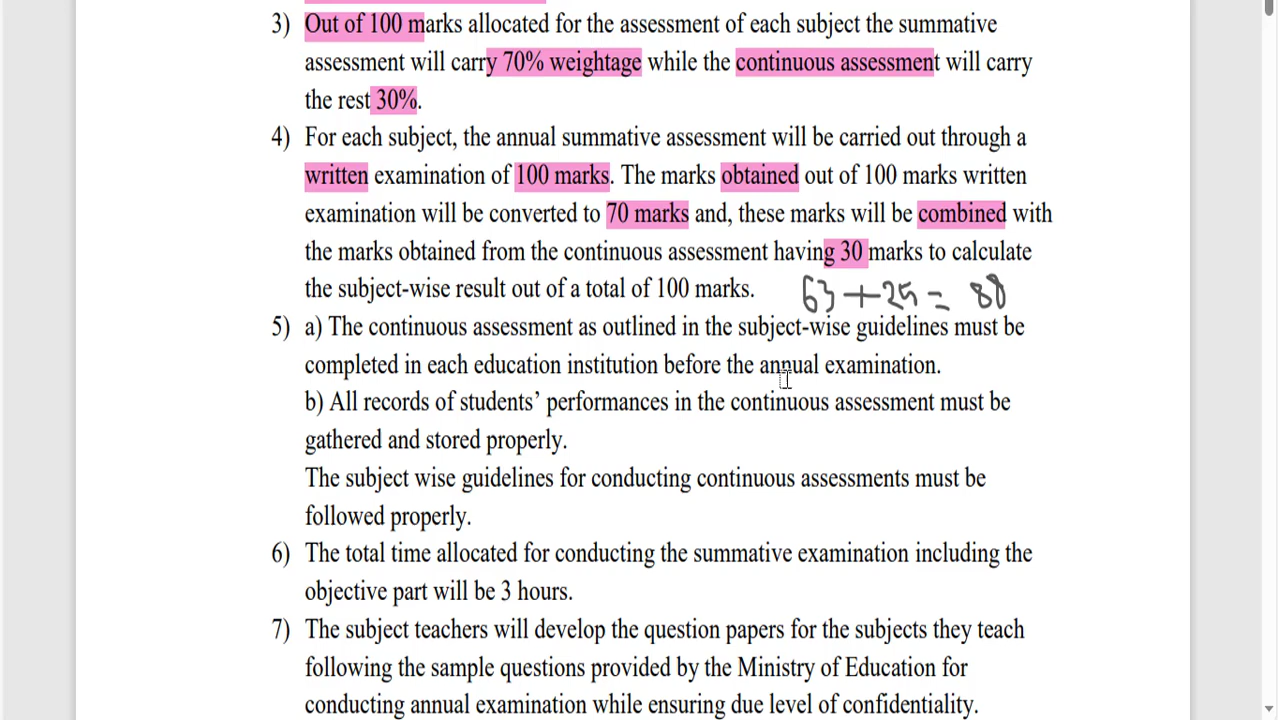 3) Out of 100 marks allocated for the assessment of each subject the summative
assessment will carry 70% weightage while the continuous assessment will carry
the rest 30%.
4) For each subject, the annual summative assessment will be carried out through a
written examination of 100 marks. The marks obtained out of 100 marks written
examination will be converted to 70 marks and, these marks will be combined with
the marks obtained from the continuous assessment having 30 marks to calculate
the subject-wise result out of a total of 100 marks. 63+25= 88
5) a) The continuous assessment as outlined in the subject-wise guidelines must be
completed in each education institution before the annual examination.
b) All records of students’ performances in the continuous assessment must be
gathered and stored properly.
The subject wise guidelines for conducting continuous assessments must be
followed properly.
6) The total time allocated for conducting the summative examination including the
objective part will be 3 hours.
7) The subject teachers will develop the question papers for the subjects they teach
following the sample questions provided by the Ministry of Education for
conducting annual examination while ensuring due level of confidentiality.